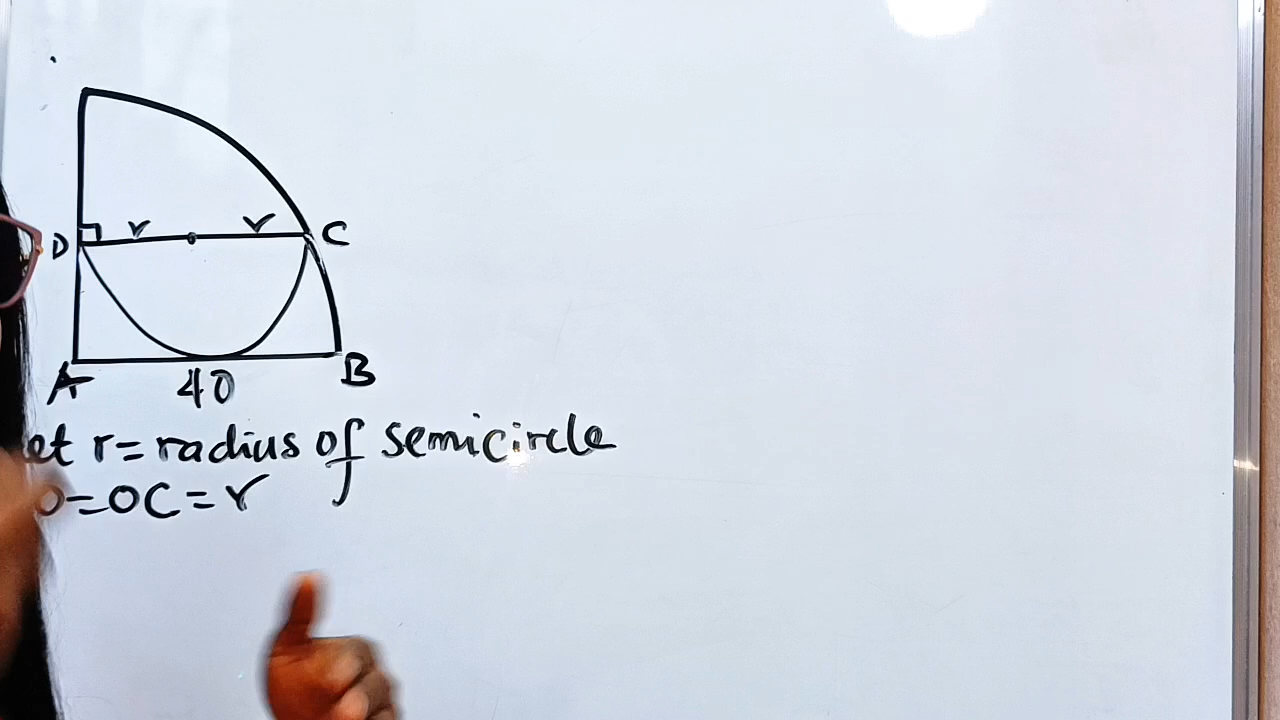 r r
D C
A 40 B
et r=radius of semicircle
=OC=r